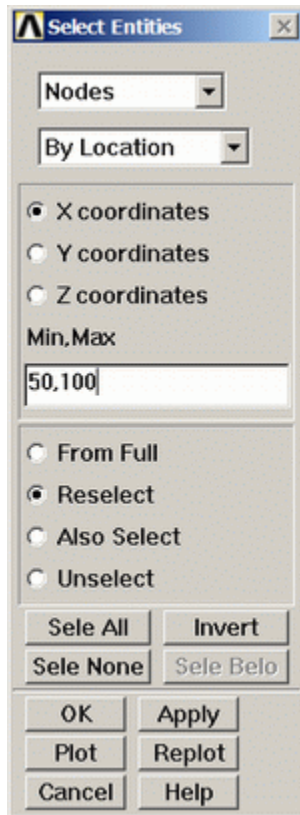 Select Entities
Nodes
By Location
X coordinates
Y coordinates
Z coordinates
Min,Max
50,100
From Full
Reselect
Also Select
Unselect
Sele All Invert
Sele None Sele Belo
OK Apply
Plot Replot
Cancel Help